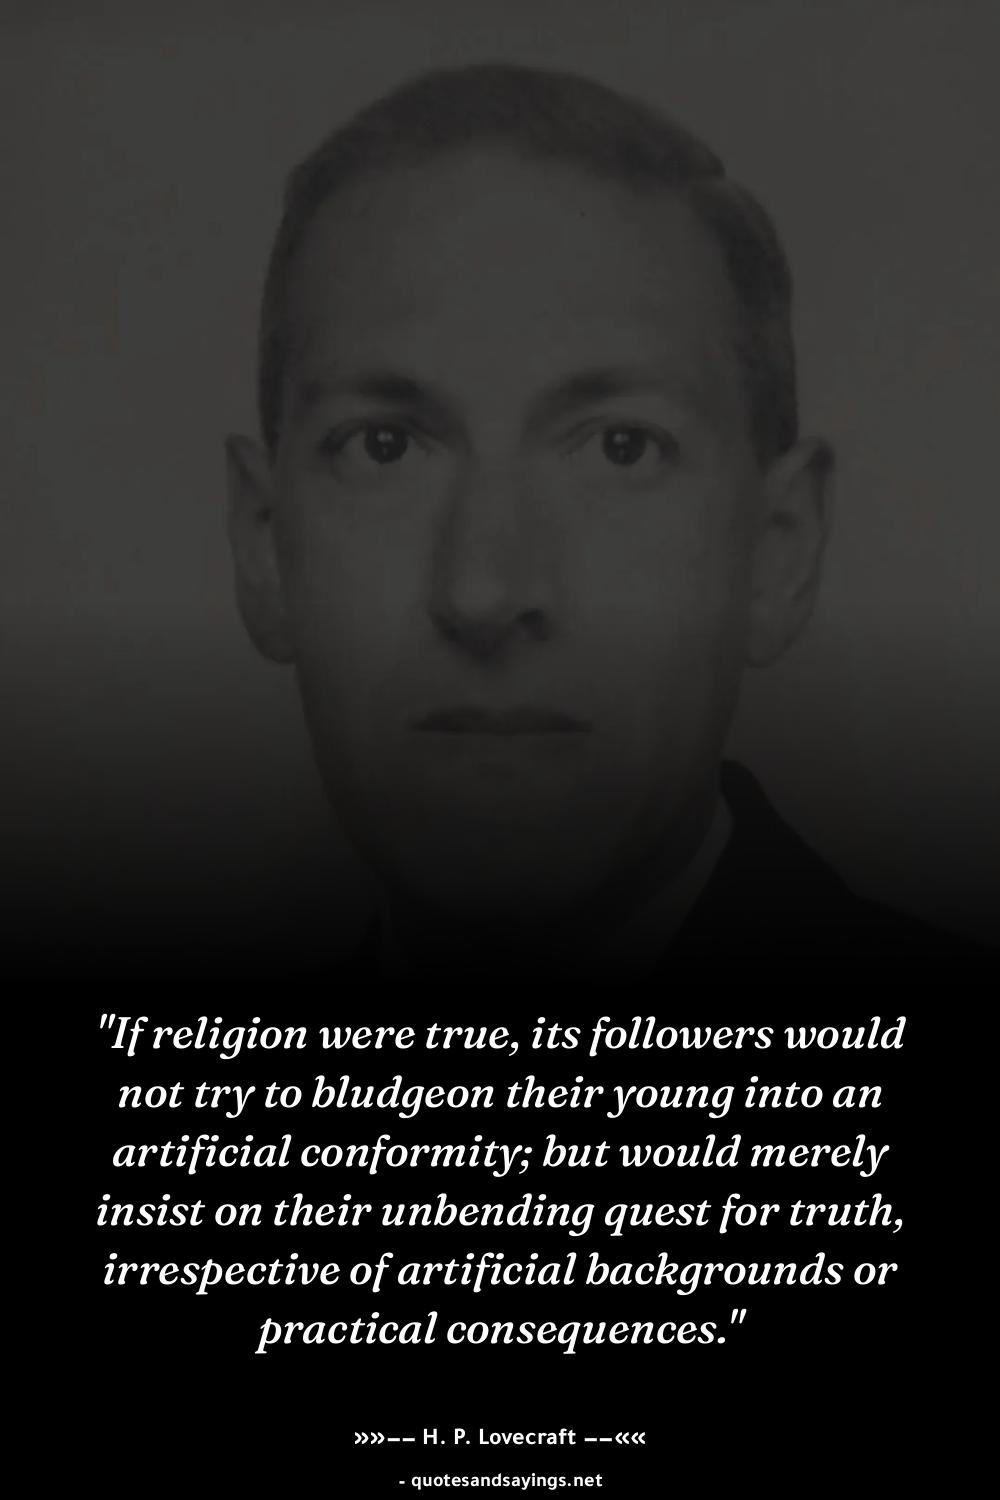 "If religion were true, its followers would
not try to bludgeon their young into an
artificial conformity; but would merely
insist on their unbending quest for truth,
irrespective of artificial backgrounds or
practical consequences."
»»−− H. P. Lovecraft −−««
- quotesandsayings.net